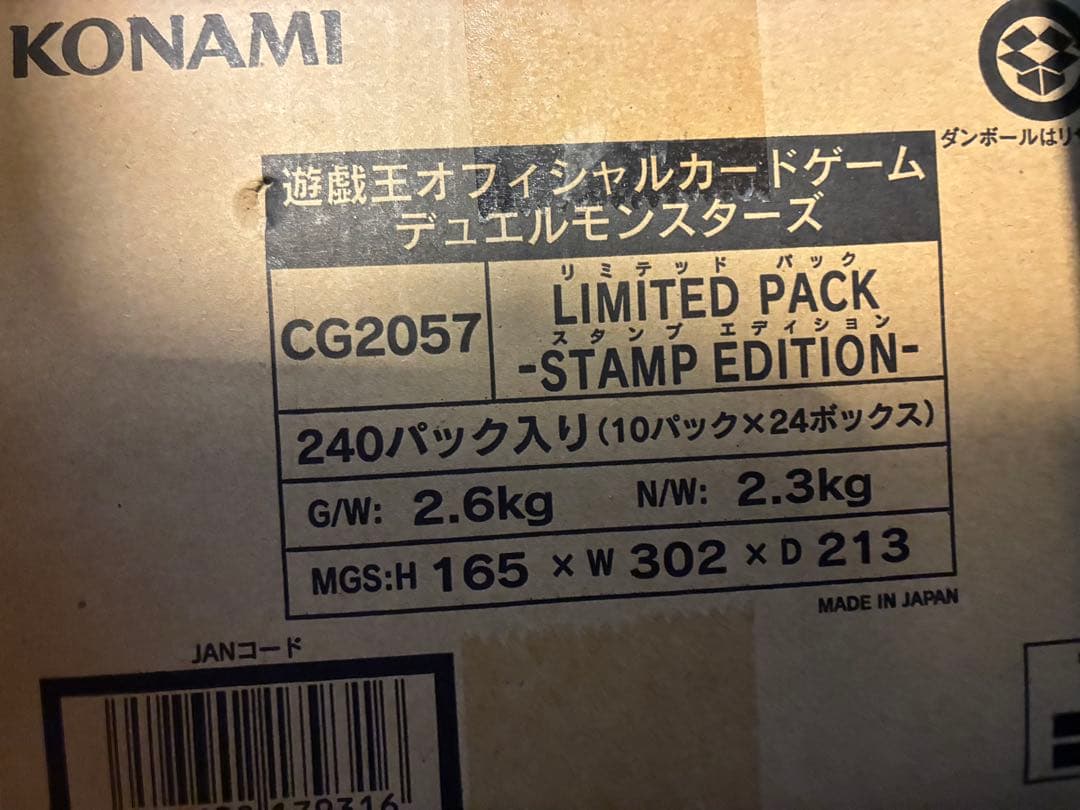 KONAMI
ダンボールはリサ
遊戯王オフィシャルカードゲーム
デュエルモンスターズ
CG2057
リミテッド パック
LIMITED PACK
スタンプ エディション
-STAMP EDITION-
240パック入り(10パック×24ボックス)
G/W: 2.6kg N/W: 2.3kg
MGS:H 165 × W 302 × D 213
MADE IN JAPAN
JANコード